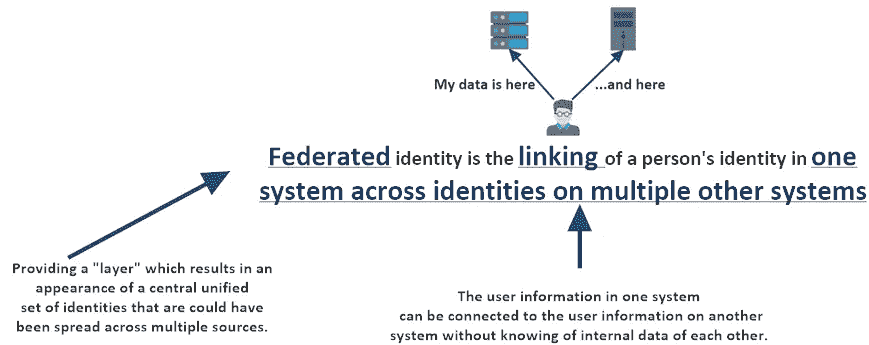 My data is here
...and here
Federated identity is the linking of a person's identity in one
system across identities on multiple other systems
Providing a "layer" which results in an
appearance of a central unified
set of identities that are could have
been spread across multiple sources.
The user information in one system
can be connected to the user information on another
system without knowing of internal data of each other.